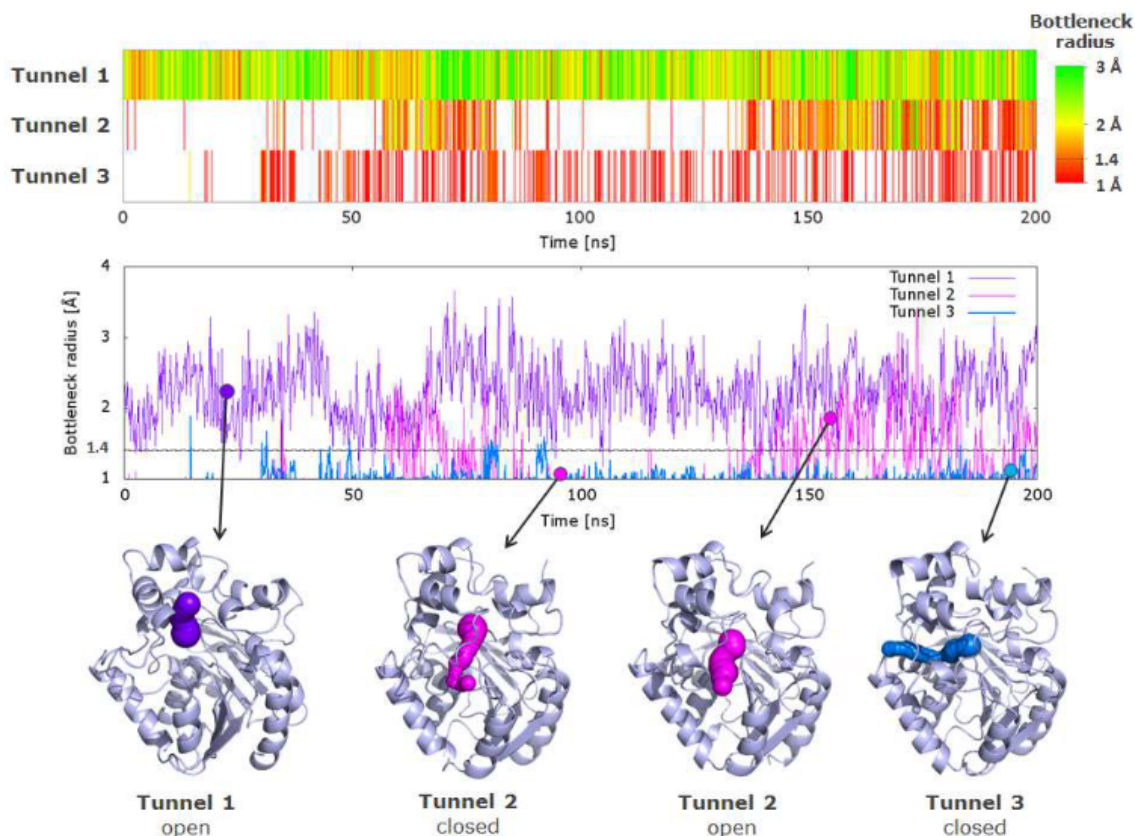 Bottleneck
radius
Tunnel 1
Tunnel 2
Tunnel 3
3 Å
2 Å
1.4
1 Å
0 50 100 150 200
Time [ns]
Bottleneck radius [Å]
4
3
2
1.4
1
Tunnel 1
Tunnel 2
Tunnel 3
0 50 100 150 200
Time [ns]
Tunnel 1 Tunnel 2 Tunnel 2 Tunnel 3
open closed open closed